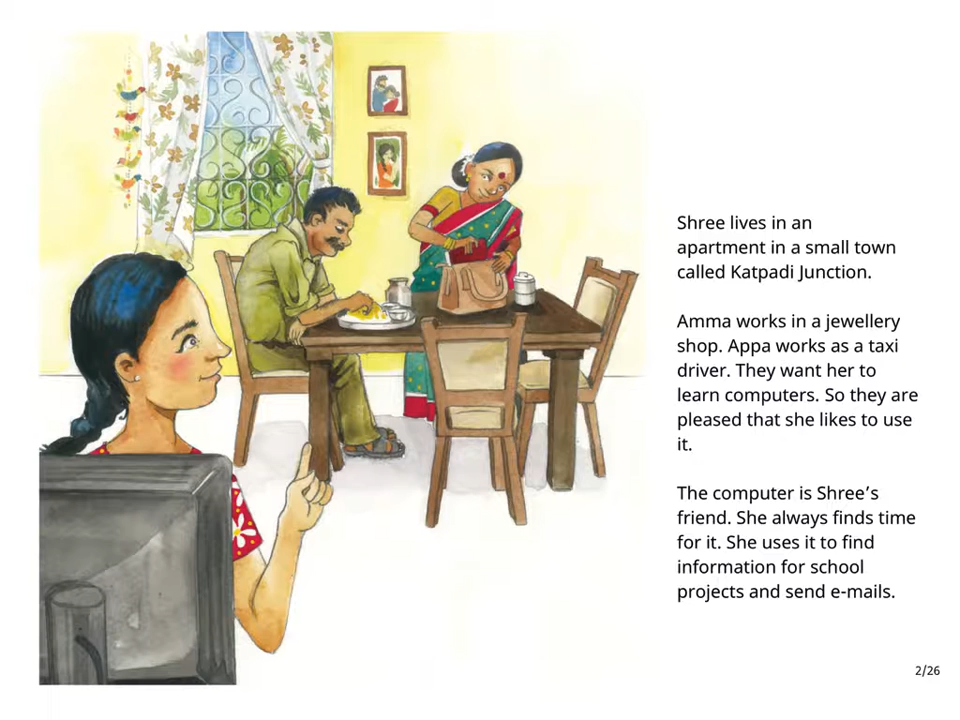 Shree lives in an
apartment in a small town
called Katpadi Junction.
Amma works in a jewellery
shop. Appa works as a taxi
driver. They want her to
learn computers. So they are
pleased that she likes to use
it.
The computer is Shree’s
friend. She always finds time
for it. She uses it to find
information for school
projects and send e-mails.
2/26